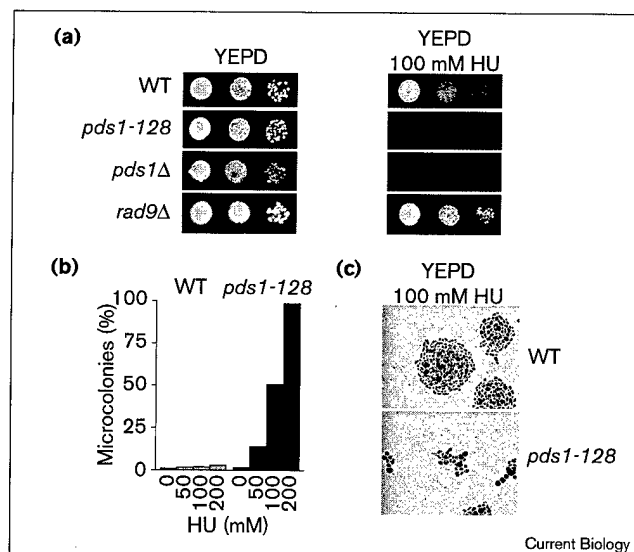 (a)
YEPD
YEPD
100 mM HU
WT
pds1-128
pds1Δ
rad9Δ
(b)
WT pds1-128
100
75
50
25
0
Microcolonies (%)
0 50 100 200 0 50 100 200
HU (mM)
(c)
YEPD
100 mM HU
WT
pds1-128
Current Biology